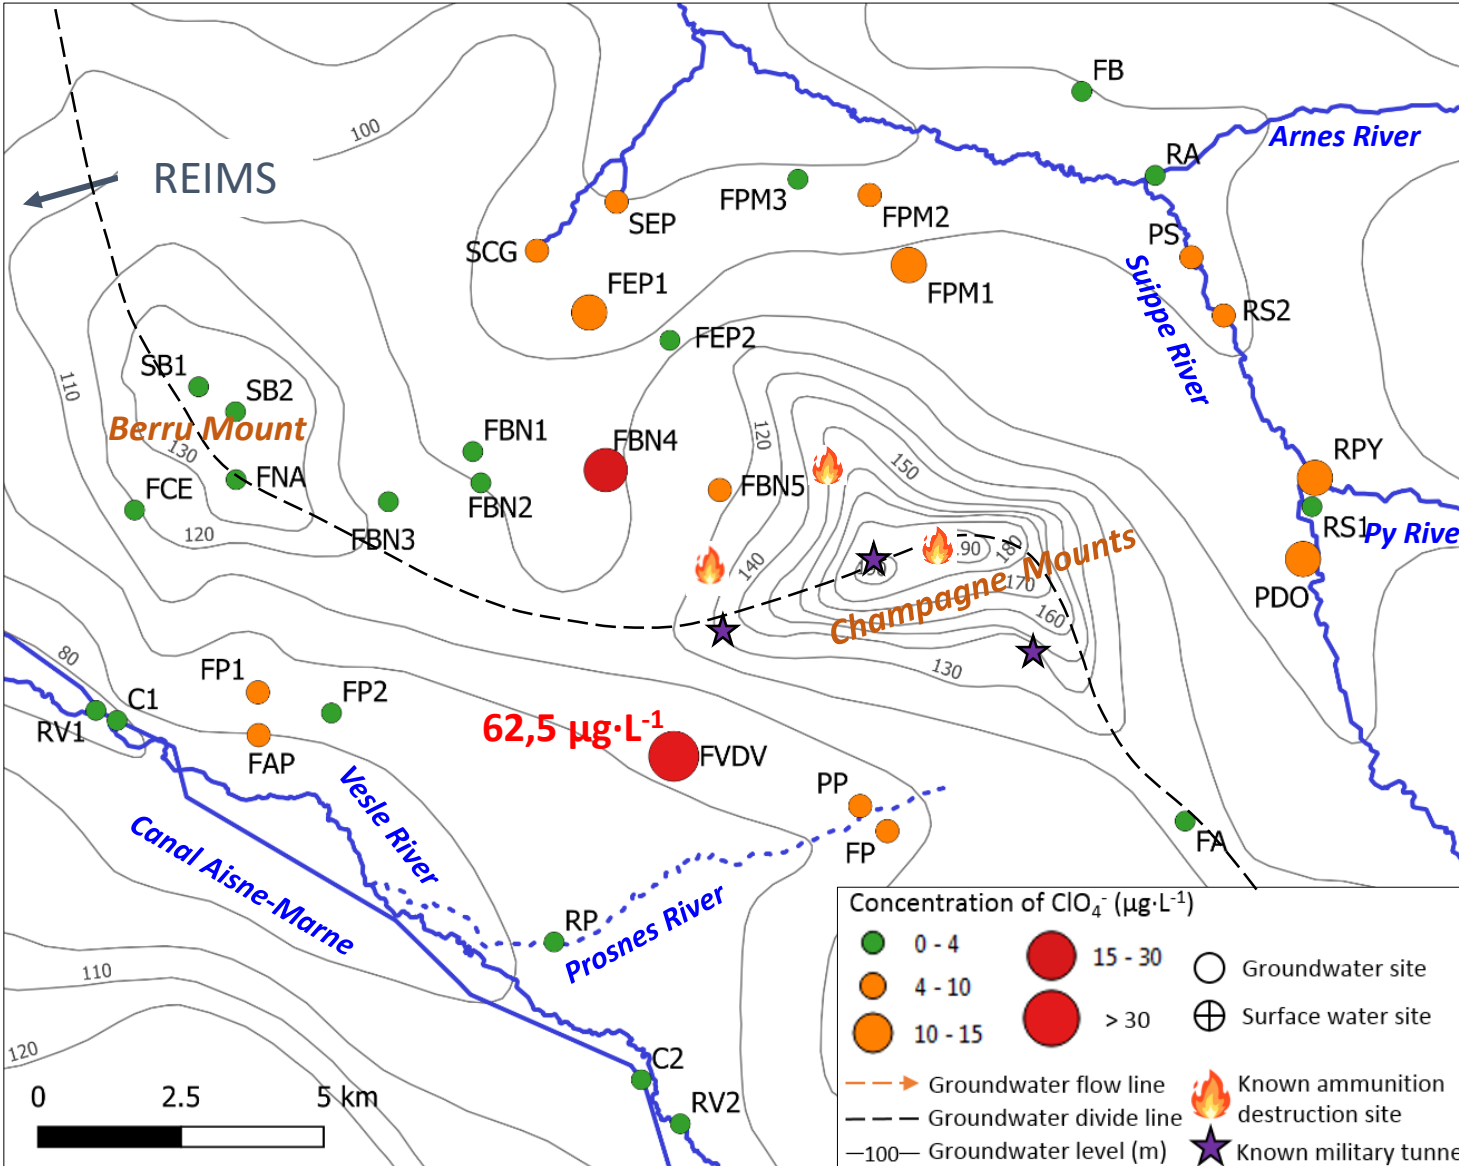 FB
Arnes River
100
RA
REIMS
FPM3
FPM2
SEP
SCG
PS
FEP1
FPM1
Suippe River
RS2
FEP2
SB1
SB2
110
Berru Mount
130
FBN1
FBN4
120
150
RPY
FCE
FNA
FBN2
FBN5
RS1
Py Rive
120
FBN3
140
90
180
170
Champagne Mounts
PDO
160
80
FP1
FP2
130
C1
RV1
62,5 µg·L-1
FAP
FVDV
Vesle River
PP
FP
FA
Canal Aisne-Marne
RP
Prosnes River
110
120
C2
RV2
0 2.5 5 km
Concentration of ClO4- (µg·L-1)
0 - 4
4 - 10
10 - 15
15 - 30
> 30
Groundwater site
Surface water site
Groundwater flow line
Groundwater divide line
—100— Groundwater level (m)
Known ammunition
destruction site
Known military tunne